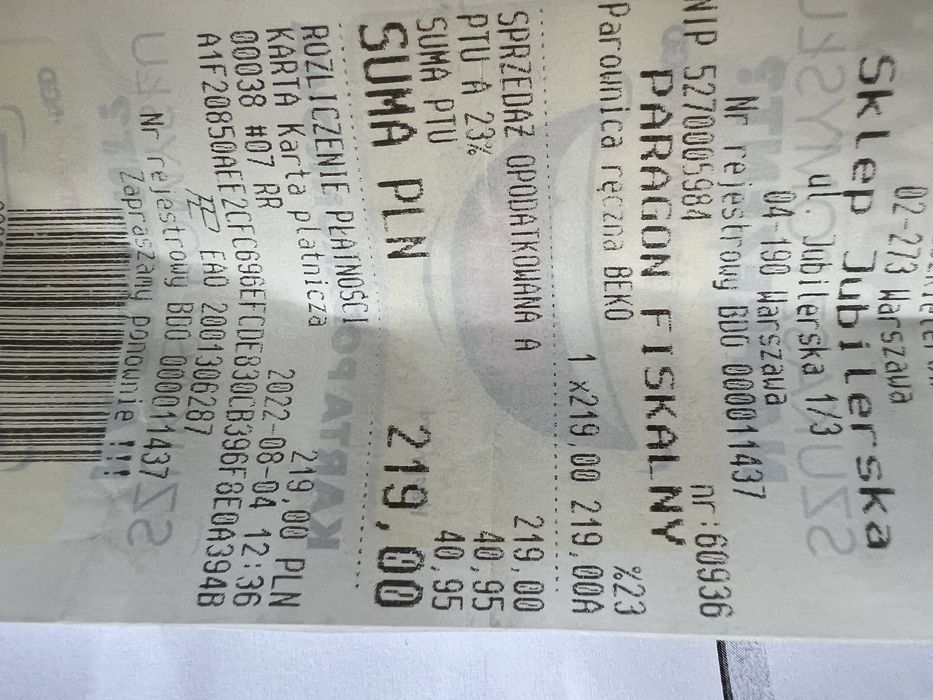 02-273 Warszawa
Sklep Jubilerska
ul. Jubilerska 1/3
04-190 Warszawa
Nr rejestrowy BDO 000011437
NIP 5270005984 nr:60936
PARAGON FISKALNY
Parownica ręczna BEKO %23
1 x219,00 219,00A
SPRZEDAŻ OPODATKOWANA A 219,00
PTU A 23% 40,95
SUMA PTU 40,95
SUMA PLN 219,00
ROZLICZENIE PŁATNOŚCI
KARTA Karta płatnicza 219,00 PLN
00038 #07 RR 2022-08-04 12:36
A1F20850AEE2CFC696EFCDE830CB396F8E0A394B
EAO 2001306287
Nr rejestrowy BDO 000011437
Zapraszamy Ponownie !!!